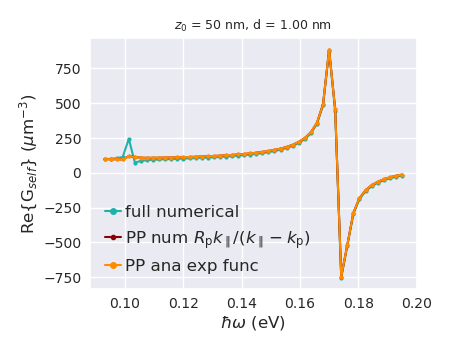 z₀ = 50 nm, d = 1.00 nm
Re{G_self} (μm⁻³)
750
500
250
0
−250
−500
−750
full numerical
PP num R_p k_∥/(k_∥ − k_p)
PP ana exp func
0.10 0.12 0.14 0.16 0.18 0.20
ℏω (eV)